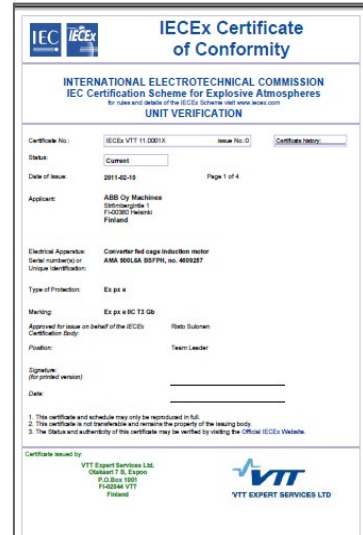 IEC IECEx
IECEx Certificate
of Conformity
INTERNATIONAL ELECTROTECHNICAL COMMISSION
IEC Certification Scheme for Explosive Atmospheres
for rules and details of the IECEx Scheme visit www.iecex.com
UNIT VERIFICATION
Certificate No.: IECEx VTT 11.0001X issue No.:0 Certificate history:
Status: Current
Date of Issue: 2011-02-10 Page 1 of 4
Applicant: ABB Oy Machines
Strömbergintie 1
FI-00380 Helsinki
Finland
Electrical Apparatus: Converter fed cage induction motor
Serial number(s) or AMA 500L6A BSFPH, no. 4609257
Unique Identification:
Type of Protection: Ex px e
Marking: Ex px e IIC T3 Gb
Approved for issue on behalf of the IECEx Risto Sulonen
Certification Body:
Position: Team Leader
Signature:
(for printed version)
Date:
1. This certificate and schedule may only be reproduced in full.
2. This certificate is not transferable and remains the property of the issuing body.
3. The Status and authenticity of this certificate may be verified by visiting the Official IECEx Website.
Certificate issued by:
VTT Expert Services Ltd.
Otakaari 7 B, Espoo
P.O.Box 1001
FI-02044 VTT
Finland
VTT
VTT EXPERT SERVICES LTD